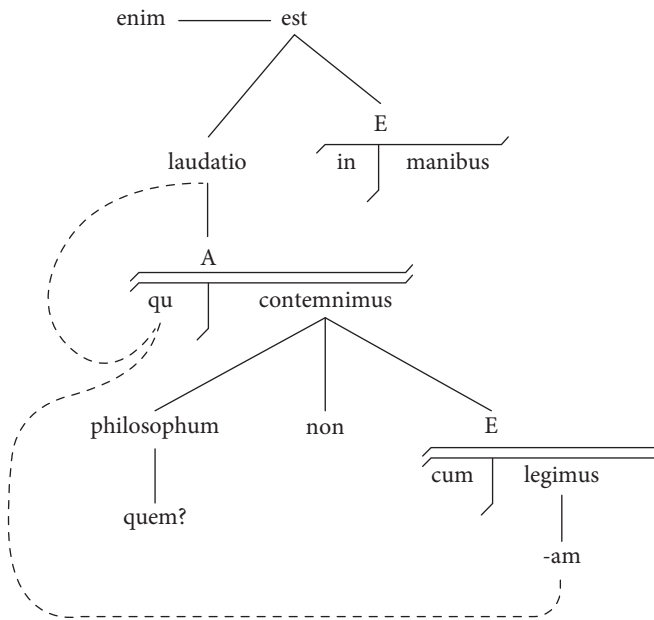 enim est
E
laudatio in manibus
A
qu contemnimus
philosophum non E
cum legimus
quem?
-am